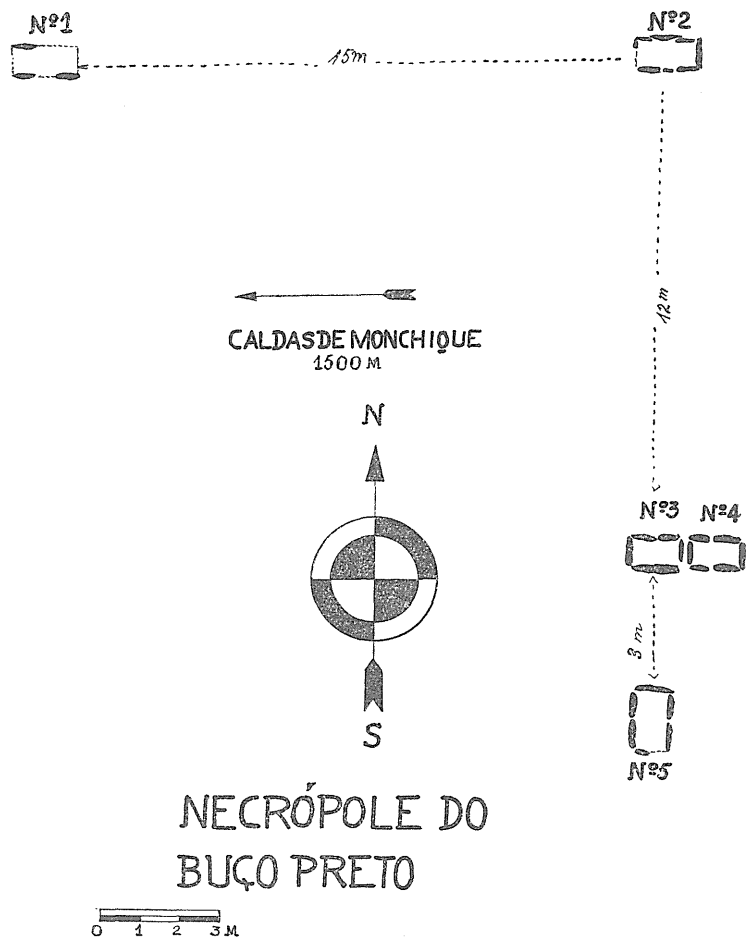 Nº1
Nº2
15m
12m
CALDAS DE MONCHIQUE
1500 M
N
Nº3 Nº4
3 m
S
Nº5
NECRÓPOLE DO
BUÇO PRETO
0 1 2 3 M